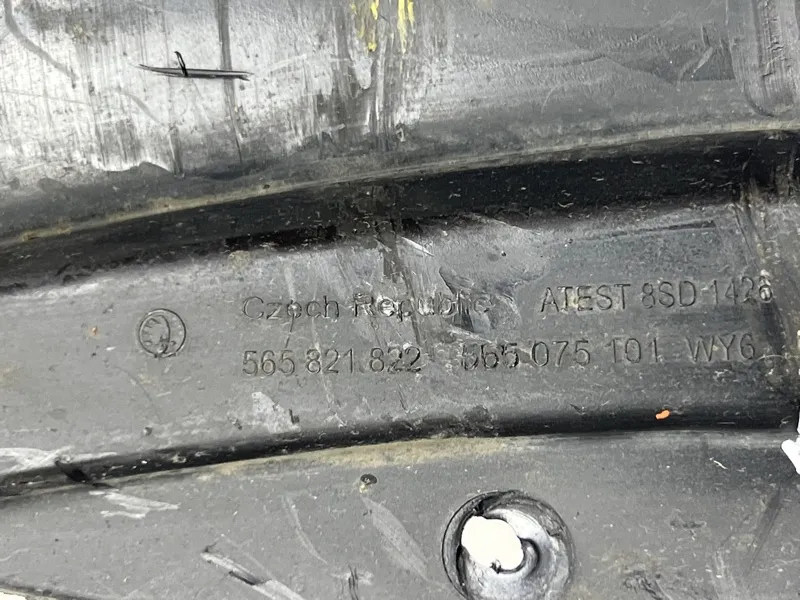 Czech Republic ATEST 8SD 1426
565 821 822 565 075 101 WY6